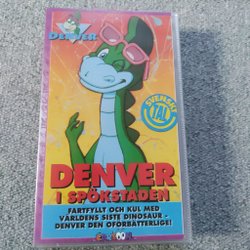 DENVER
SVENSKT
TAL
DENVER
I SPÖKSTADEN
FARTFYLLT OCH KUL MED
VÄRLDENS SISTE DINOSAUR -
DENVER DEN OFÖRBÄTTERLIGE!